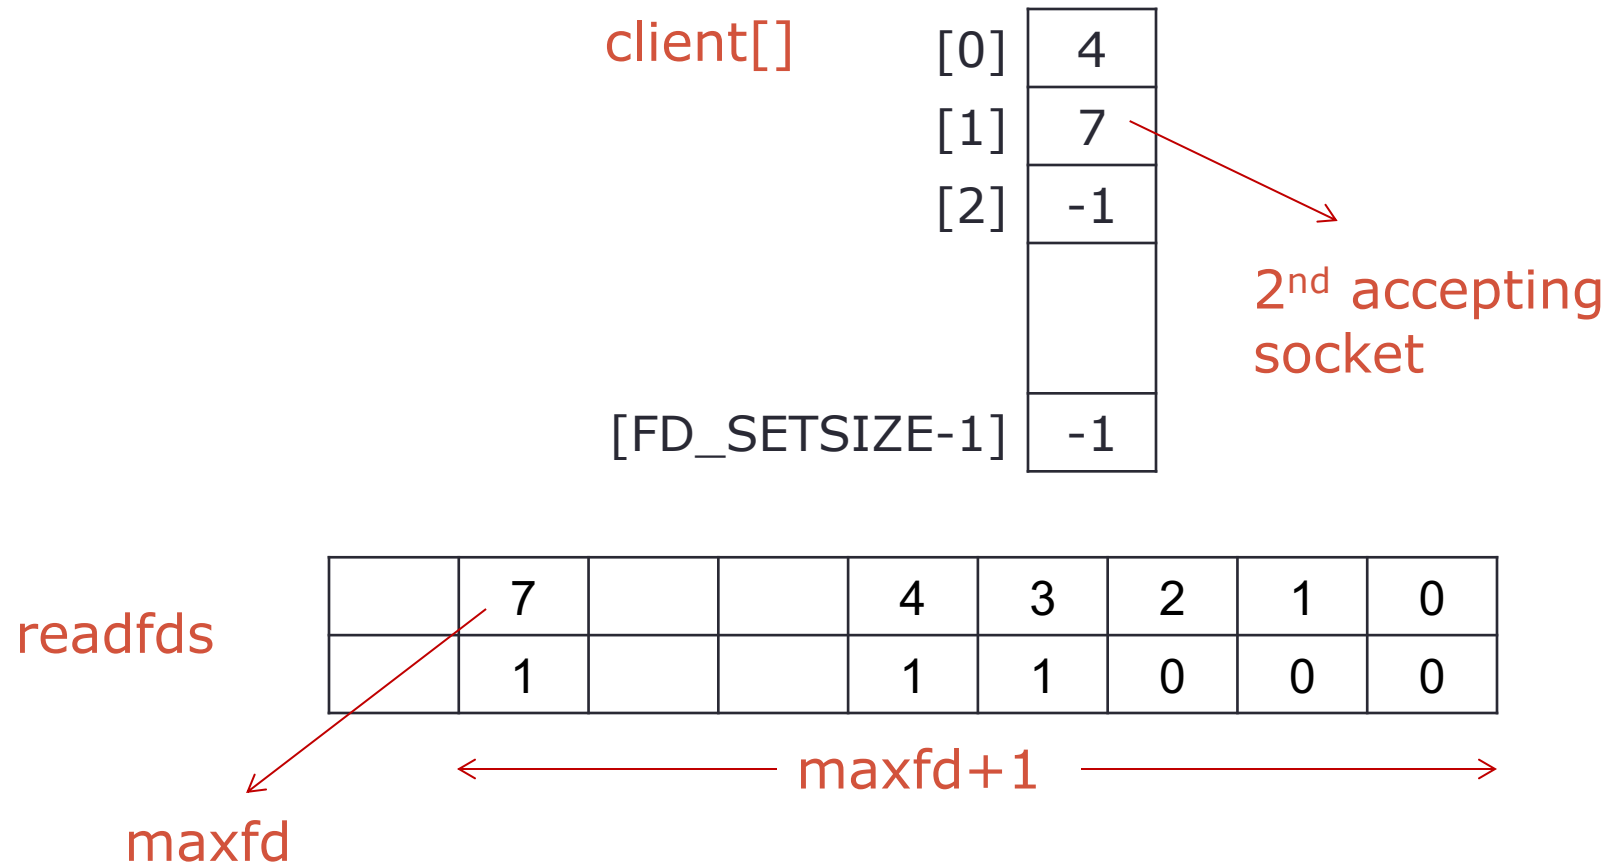 client[] [0] 4
[1] 7
[2] -1
2nd accepting
socket
[FD_SETSIZE-1] -1
7 4 3 2 1 0
readfds
1 1 1 0 0 0
maxfd+1
maxfd